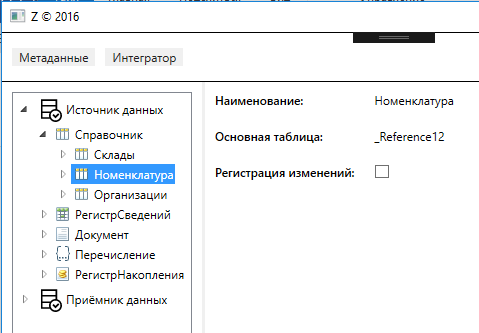 Z © 2016
Метаданные Интегратор
Источник данных
Справочник
Склады
Номенклатура
Организации
РегистрСведений
Документ
Перечисление
РегистрНакопления
Приёмник данных
Наименование: Номенклатура
Основная таблица: _Reference12
Регистрация изменений: